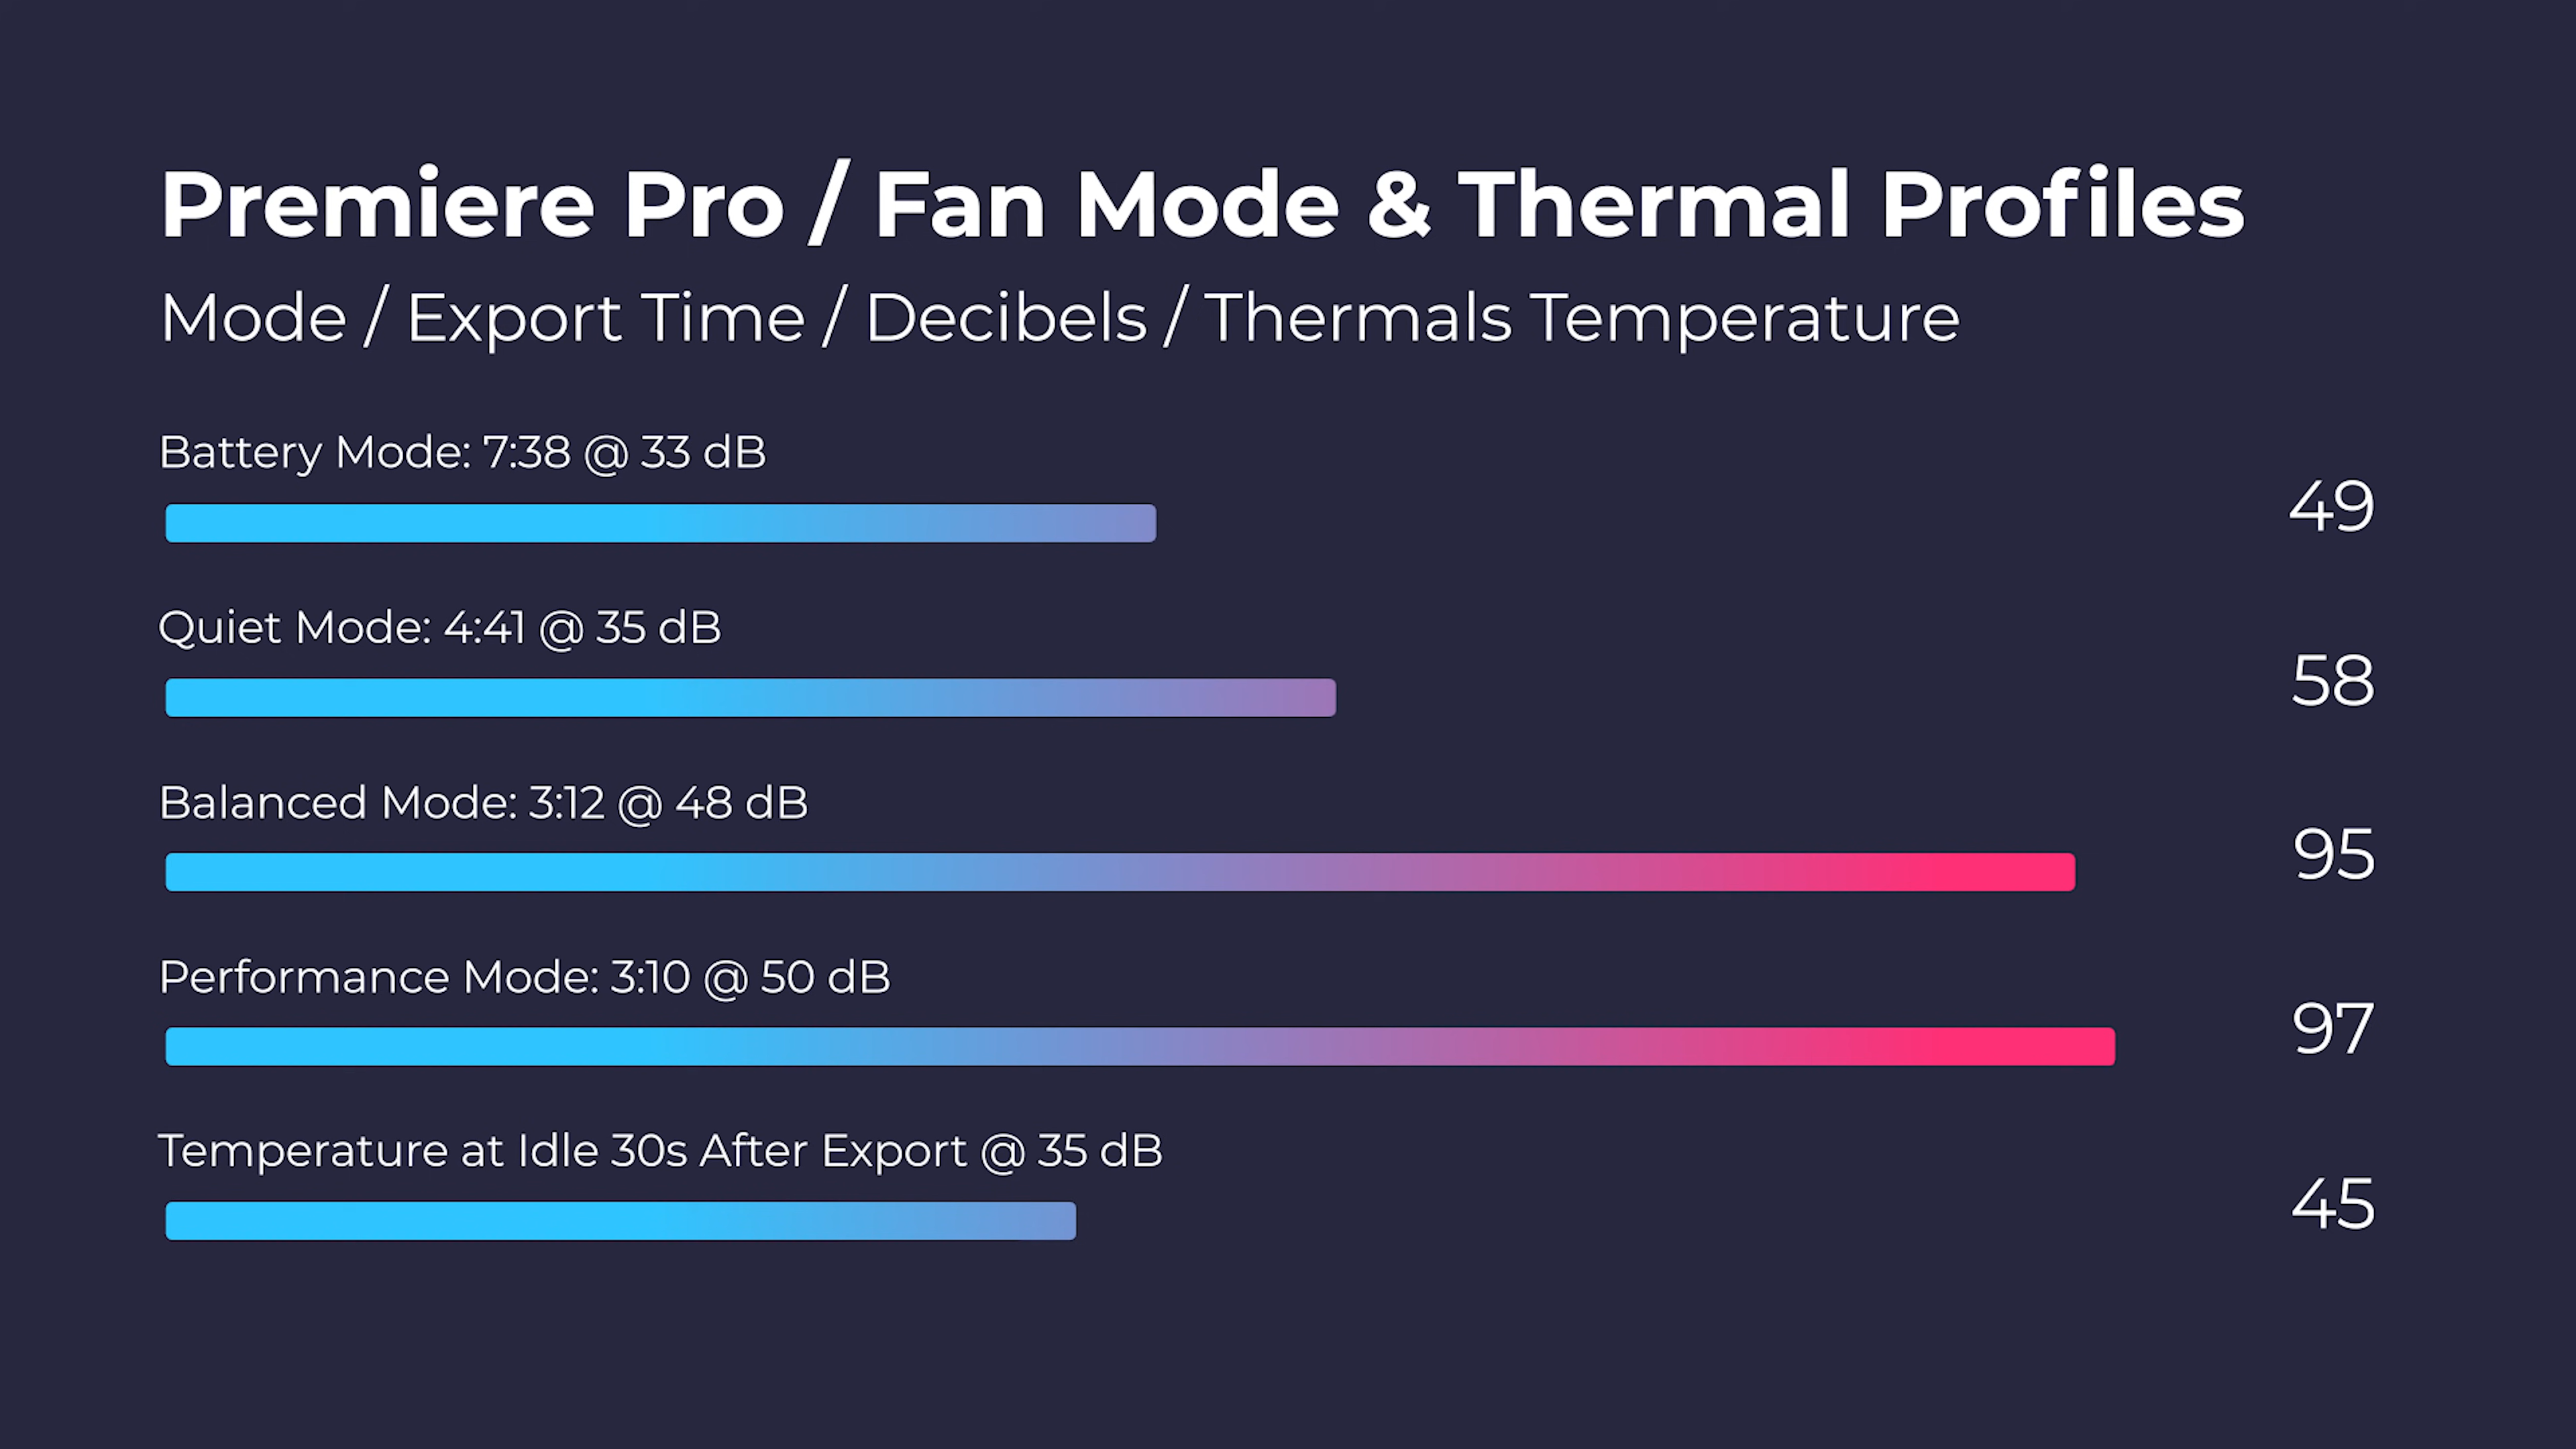 Premiere Pro / Fan Mode & Thermal Profiles
Mode / Export Time / Decibels / Thermals Temperature
Battery Mode: 7:38 @ 33 dB
49
Quiet Mode: 4:41 @ 35 dB
58
Balanced Mode: 3:12 @ 48 dB
95
Performance Mode: 3:10 @ 50 dB
97
Temperature at Idle 30s After Export @ 35 dB
45